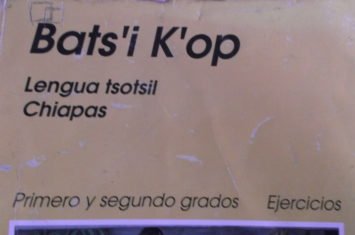 Bats'i K'op
Lengua tsotsil
Chiapas
Primero y segundo grados Ejercicios